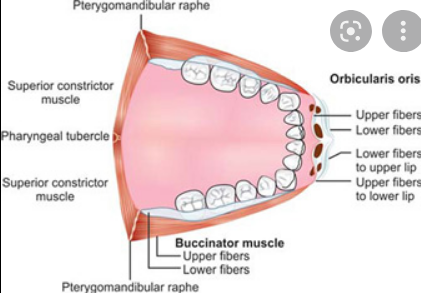 Pterygomandibular raphe
Orbicularis oris
Superior constrictor
muscle
Upper fibers
Lower fibers
Pharyngeal tubercle
Lower fibers
to upper lip
Superior constrictor
muscle
Upper fibers
to lower lip
Buccinator muscle
Upper fibers
Lower fibers
Pterygomandibular raphe